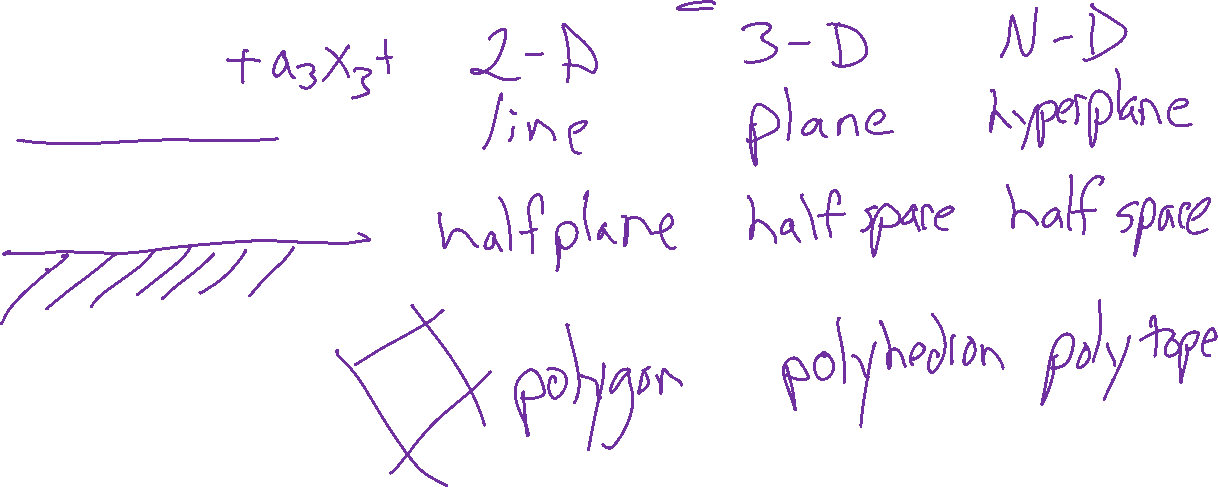 + a₃x₃ + 2-D 3-D N-D
line plane hyperplane
halfplane half space half space
polygon polyhedron polytope